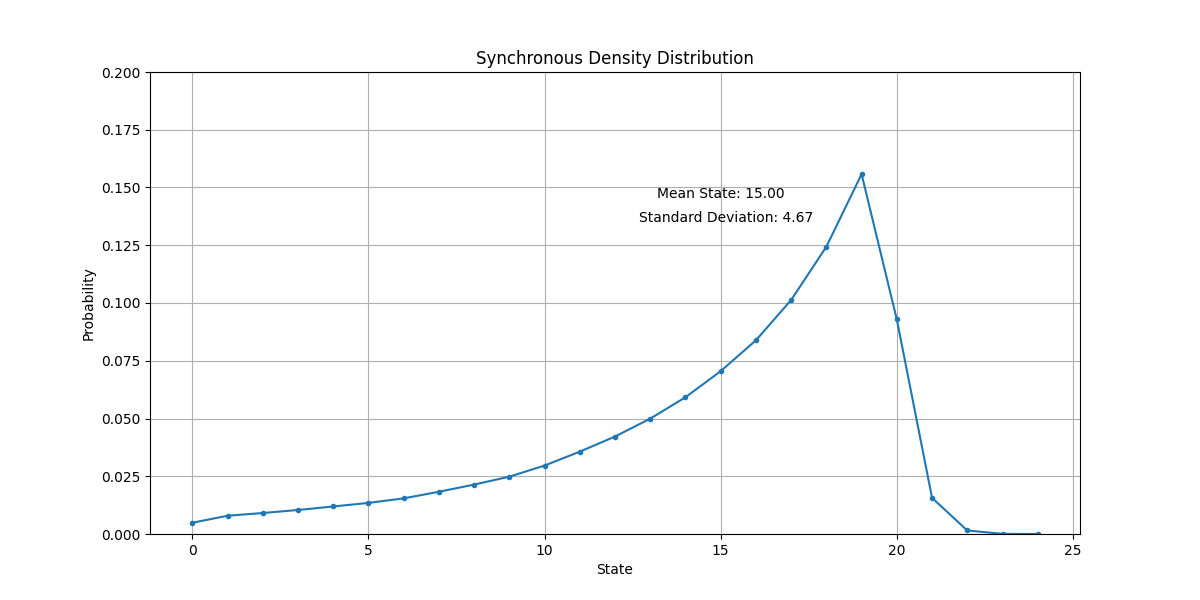 Synchronous Density Distribution
0.200
0.175
0.150
0.125
0.100
0.075
0.050
0.025
0.000
Probability
Mean State: 15.00
Standard Deviation: 4.67
0 5 10 15 20 25
State